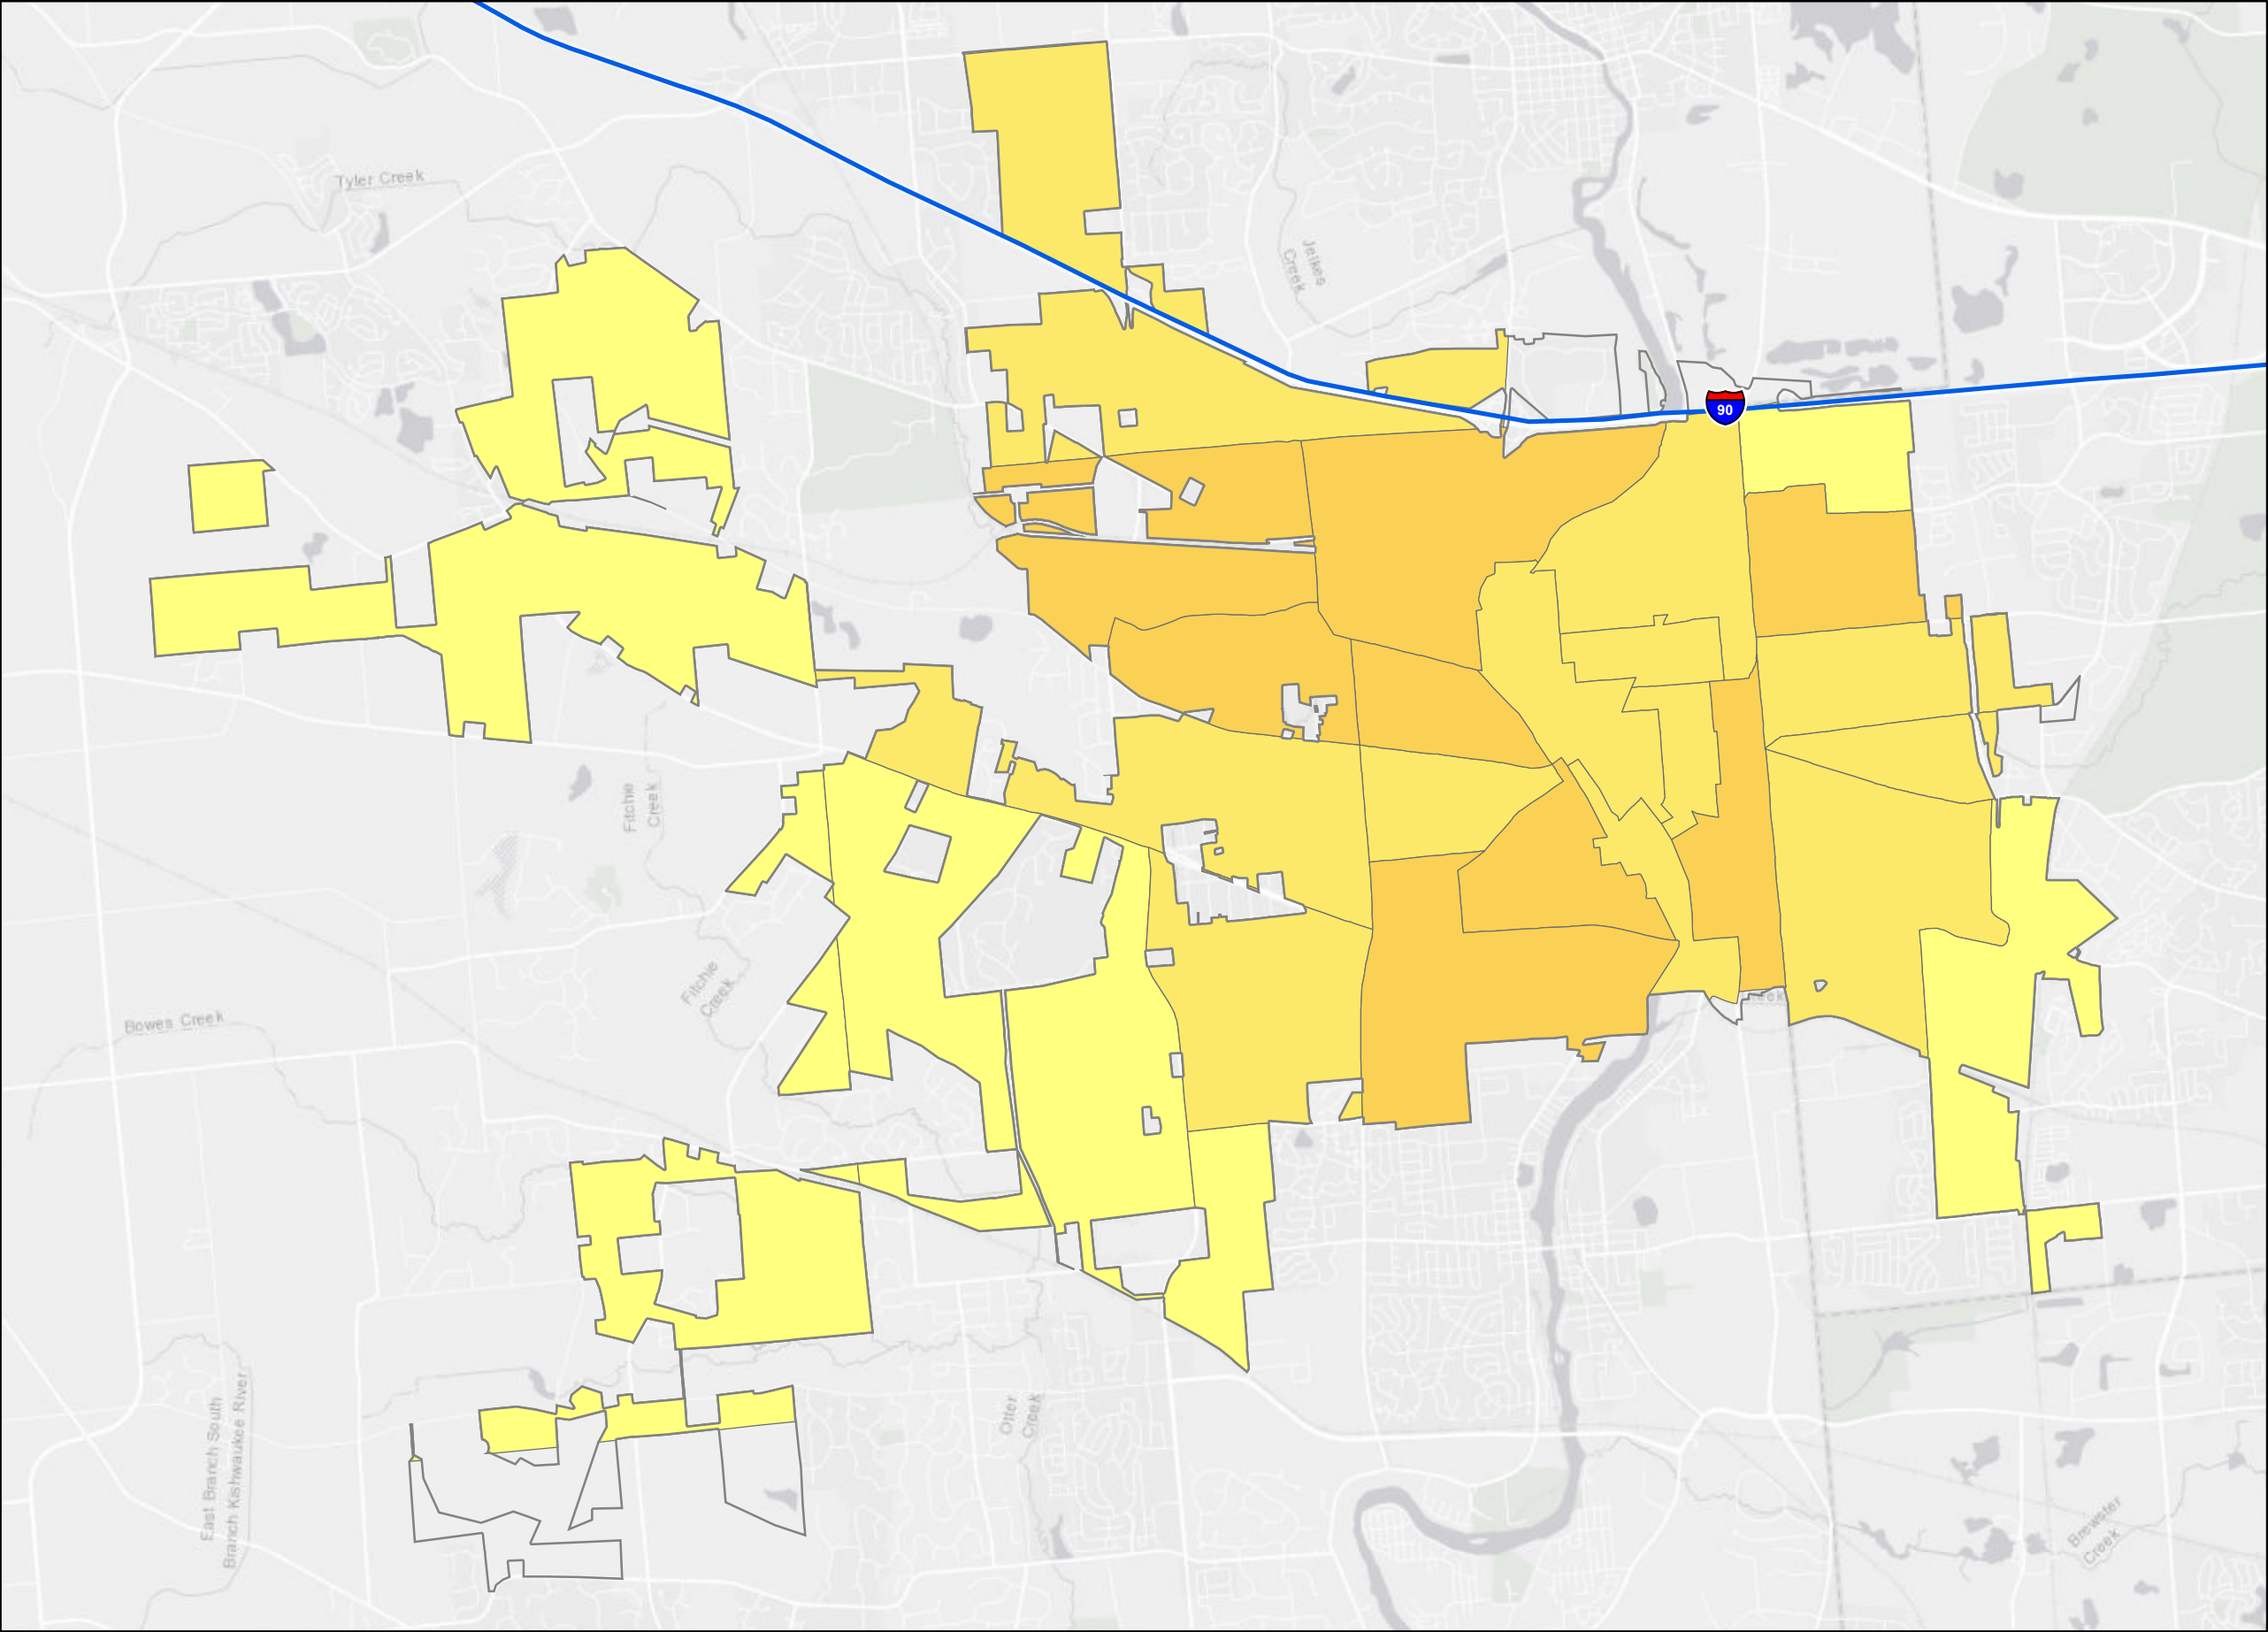 Tyler Creek
Jelkes
Creek
90
Fitchie
Creek
Fitchie
Creek
Bowes Creek
eek
Otter
Creek
East Branch South
Branch Kishwaukee River
Brewster
Creek